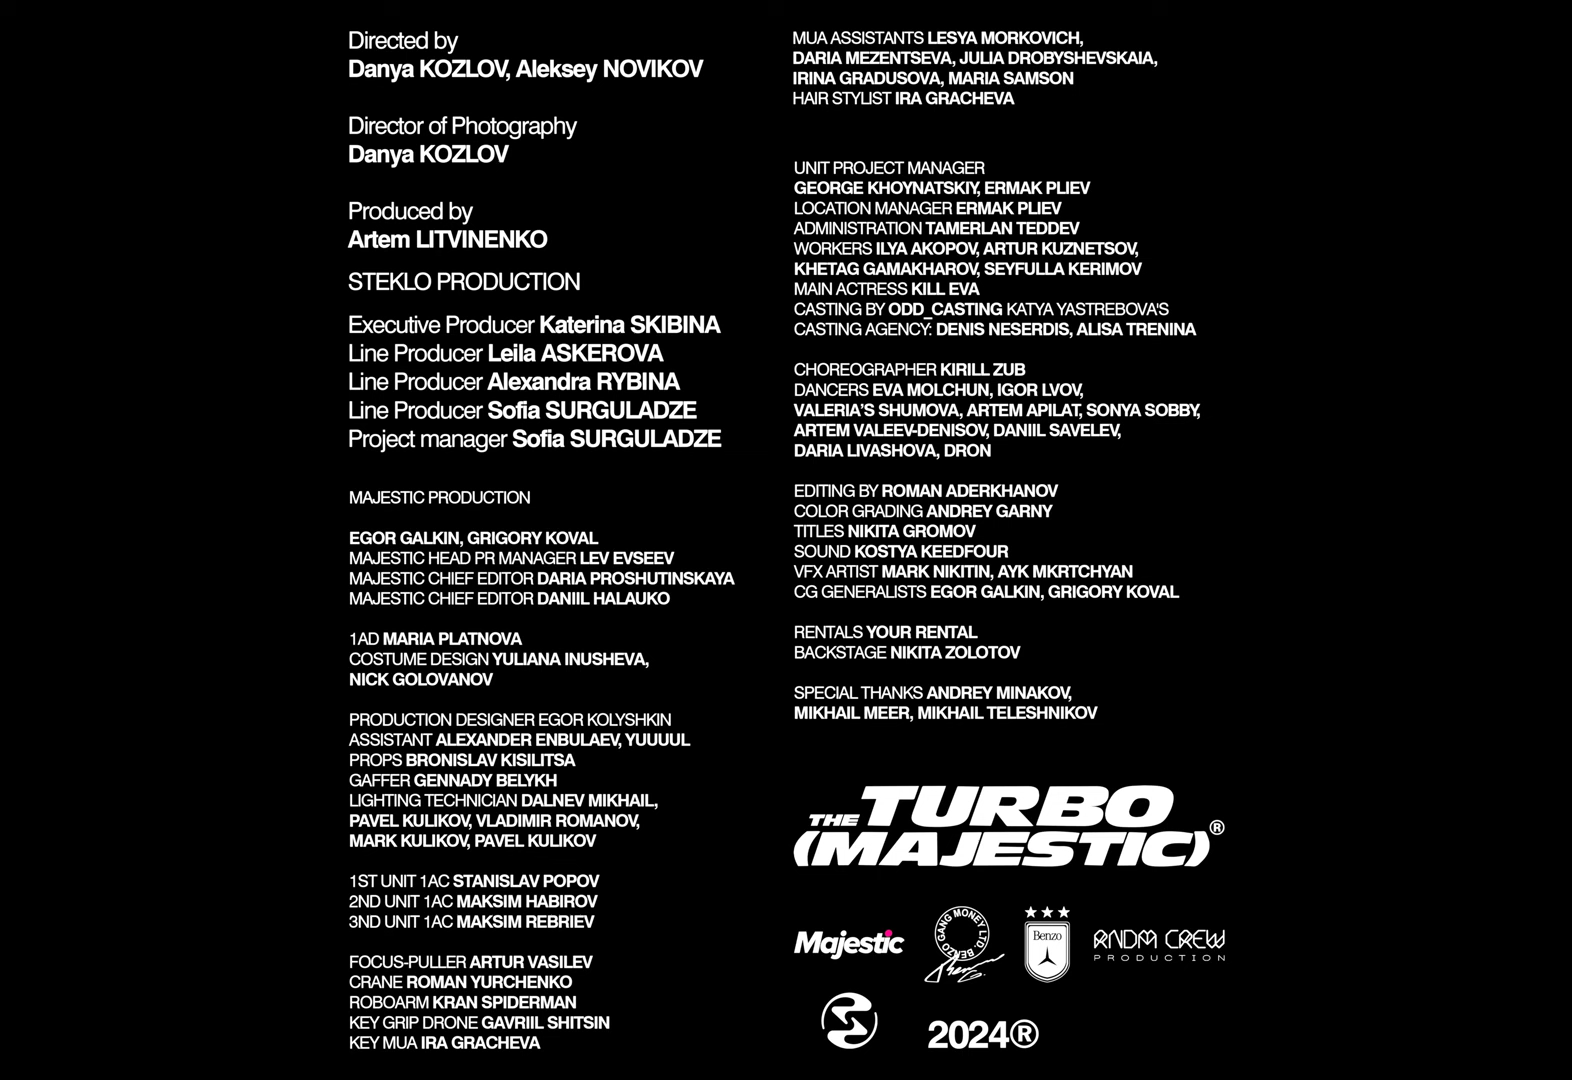 Directed by
Danya KOZLOV, Aleksey NOVIKOV
Director of Photography
Danya KOZLOV
Produced by
Artem LITVINENKO
STEKLO PRODUCTION
Executive Producer Katerina SKIBINA
Line Producer Leila ASKEROVA
Line Producer Alexandra RYBINA
Line Producer Sofia SURGULADZE
Project manager Sofia SURGULADZE
MAJESTIC PRODUCTION
EGOR GALKIN, GRIGORY KOVAL
MAJESTIC HEAD PR MANAGER LEV EVSEEV
MAJESTIC CHIEF EDITOR DARIA PROSHUTINSKAYA
MAJESTIC CHIEF EDITOR DANIIL HALAUKO
1AD MARIA PLATNOVA
COSTUME DESIGN YULIANA INUSHEVA,
NICK GOLOVANOV
PRODUCTION DESIGNER EGOR KOLYSHKIN
ASSISTANT ALEXANDER ENBULAEV, YUUUUL
PROPS BRONISLAV KISILITSA
GAFFER GENNADY BELYKH
LIGHTING TECHNICIAN DALNEV MIKHAIL,
PAVEL KULIKOV, VLADIMIR ROMANOV,
MARK KULIKOV, PAVEL KULIKOV
1ST UNIT 1AC STANISLAV POPOV
2ND UNIT 1AC MAKSIM HABIROV
3ND UNIT 1AC MAKSIM REBRIEV
FOCUS-PULLER ARTUR VASILEV
CRANE ROMAN YURCHENKO
ROBOARM KRAN SPIDERMAN
KEY GRIP DRONE GAVRIIL SHITSIN
KEY MUA IRA GRACHEVA
MUA ASSISTANTS LESYA MORKOVICH,
DARIA MEZENTSEVA, JULIA DROBYSHEVSKAIA,
IRINA GRADUSOVA, MARIA SAMSON
HAIR STYLIST IRA GRACHEVA
UNIT PROJECT MANAGER
GEORGE KHOYNATSKIY, ERMAK PLIEV
LOCATION MANAGER ERMAK PLIEV
ADMINISTRATION TAMERLAN TEDDEV
WORKERS ILYA AKOPOV, ARTUR KUZNETSOV,
KHETAG GAMAKHAROV, SEYFULLA KERIMOV
MAIN ACTRESS KILL EVA
CASTING BY ODD_CASTING KATYA YASTREBOVA'S
CASTING AGENCY: DENIS NESERDIS, ALISA TRENINA
CHOREOGRAPHER KIRILL ZUB
DANCERS EVA MOLCHUN, IGOR LVOV,
VALERIA’S SHUMOVA, ARTEM APILAT, SONYA SOBBY,
ARTEM VALEEV-DENISOV, DANIIL SAVELEV,
DARIA LIVASHOVA, DRON
EDITING BY ROMAN ADERKHANOV
COLOR GRADING ANDREY GARNY
TITLES NIKITA GROMOV
SOUND KOSTYA KEEDFOUR
VFX ARTIST MARK NIKITIN, AYK MKRTCHYAN
CG GENERALISTS EGOR GALKIN, GRIGORY KOVAL
RENTALS YOUR RENTAL
BACKSTAGE NIKITA ZOLOTOV
SPECIAL THANKS ANDREY MINAKOV,
MIKHAIL MEER, MIKHAIL TELESHNIKOV
THE TURBO
(MAJESTIC)®
Majestic
BENZO GANG MONEY LTD.
Benzo
RNDM CREW
PRODUCTION
2024®